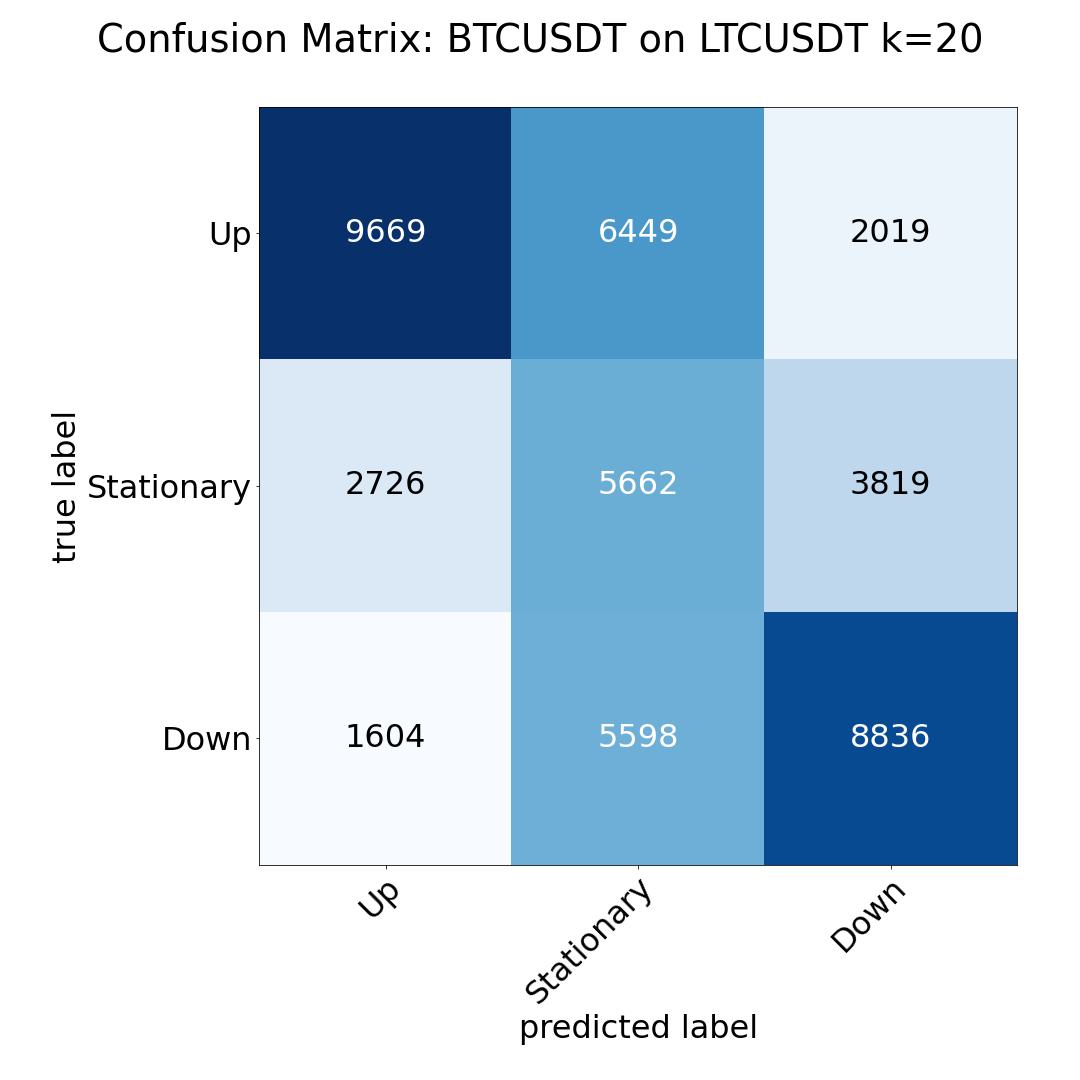 Confusion Matrix: BTCUSDT on LTCUSDT k=20
true label
Up
9669 6449 2019
Stationary
2726 5662 3819
Down
1604 5598 8836
Up Stationary Down
predicted label